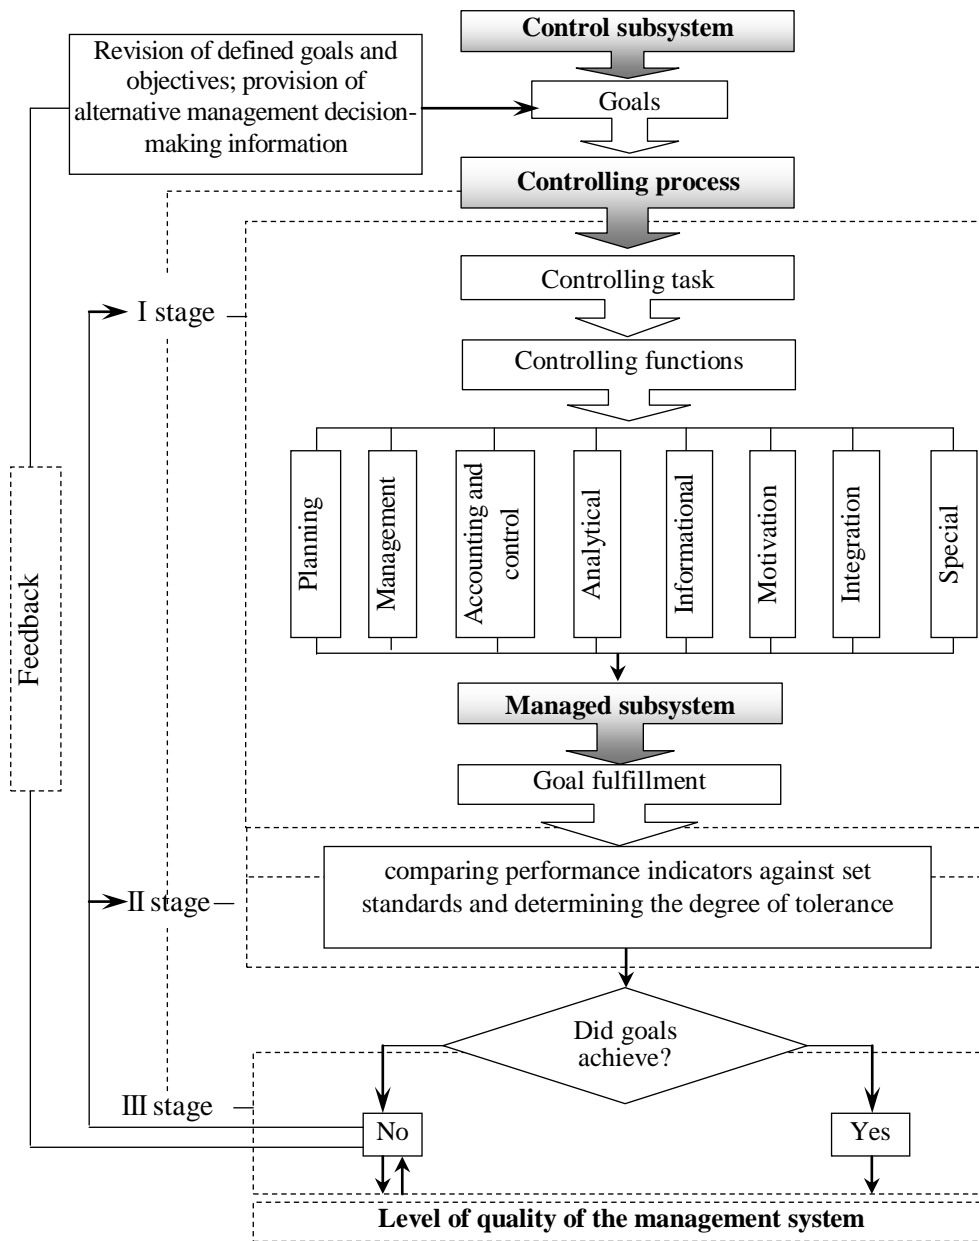 Control subsystem
Revision of defined goals and
objectives; provision of
alternative management decision-
making information
Goals
Controlling process
Controlling task
I stage
Controlling functions
Planning
Management
Accounting and
control
Analytical
Informational
Motivation
Integration
Special
Feedback
Managed subsystem
Goal fulfillment
comparing performance indicators against set
standards and determining the degree of tolerance
II stage
Did goals
achieve?
III stage
No
Yes
Level of quality of the management system